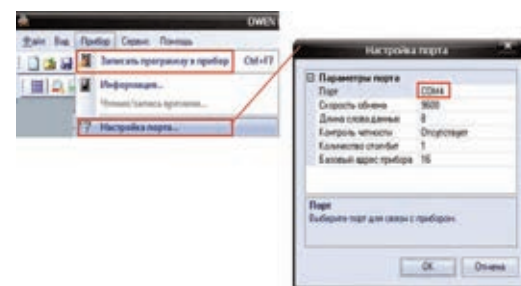 OWEN
Файл Вид Прибор Сервис Помощь
Записать программу в прибор Ctrl+F7
Информация...
Чтение/запись времени...
Настройка порта...
Настройка порта
Параметры порта
Порт COM4
Скорость обмена 9600
Длина слова данных 8
Контроль четности Отсутствует
Количество стоп-бит 1
Базовый адрес прибора 16
Порт
Выберите порт для связи с прибором.
OK Отмена